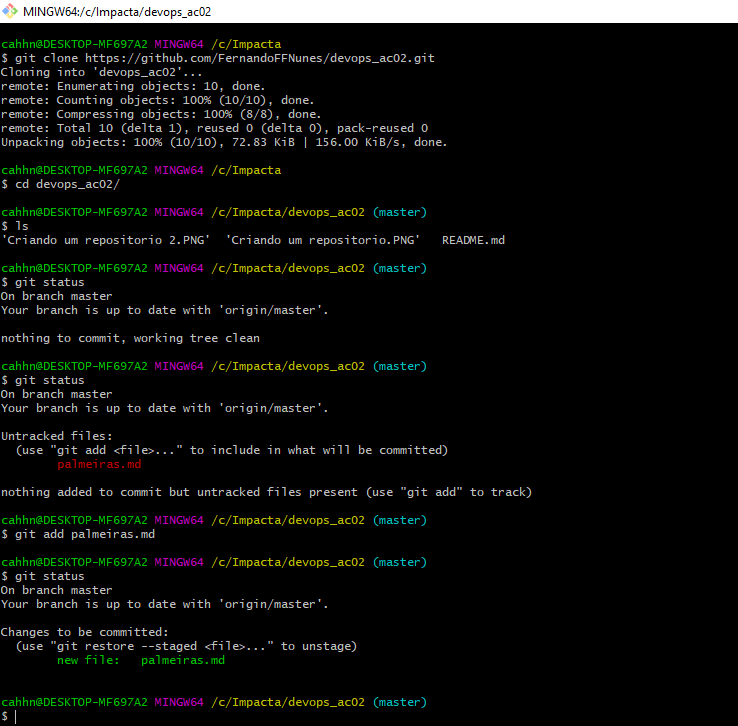 MINGW64:/c/Impacta/devops_ac02
cahhn@DESKTOP-MF697A2 MINGW64 /c/Impacta
$ git clone https://github.com/FernandoFFNunes/devops_ac02.git
Cloning into 'devops_ac02'...
remote: Enumerating objects: 10, done.
remote: Counting objects: 100% (10/10), done.
remote: Compressing objects: 100% (8/8), done.
remote: Total 10 (delta 1), reused 0 (delta 0), pack-reused 0
Unpacking objects: 100% (10/10), 72.83 KiB | 156.00 KiB/s, done.
cahhn@DESKTOP-MF697A2 MINGW64 /c/Impacta
$ cd devops_ac02/
cahhn@DESKTOP-MF697A2 MINGW64 /c/Impacta/devops_ac02 (master)
$ ls
'Criando um repositorio 2.PNG'  'Criando um repositorio.PNG'   README.md
cahhn@DESKTOP-MF697A2 MINGW64 /c/Impacta/devops_ac02 (master)
$ git status
On branch master
Your branch is up to date with 'origin/master'.
nothing to commit, working tree clean
cahhn@DESKTOP-MF697A2 MINGW64 /c/Impacta/devops_ac02 (master)
$ git status
On branch master
Your branch is up to date with 'origin/master'.
Untracked files:
  (use "git add <file>..." to include in what will be committed)
        palmeiras.md
nothing added to commit but untracked files present (use "git add" to track)
cahhn@DESKTOP-MF697A2 MINGW64 /c/Impacta/devops_ac02 (master)
$ git add palmeiras.md
cahhn@DESKTOP-MF697A2 MINGW64 /c/Impacta/devops_ac02 (master)
$ git status
On branch master
Your branch is up to date with 'origin/master'.
Changes to be committed:
  (use "git restore --staged <file>..." to unstage)
        new file:   palmeiras.md
cahhn@DESKTOP-MF697A2 MINGW64 /c/Impacta/devops_ac02 (master)
$